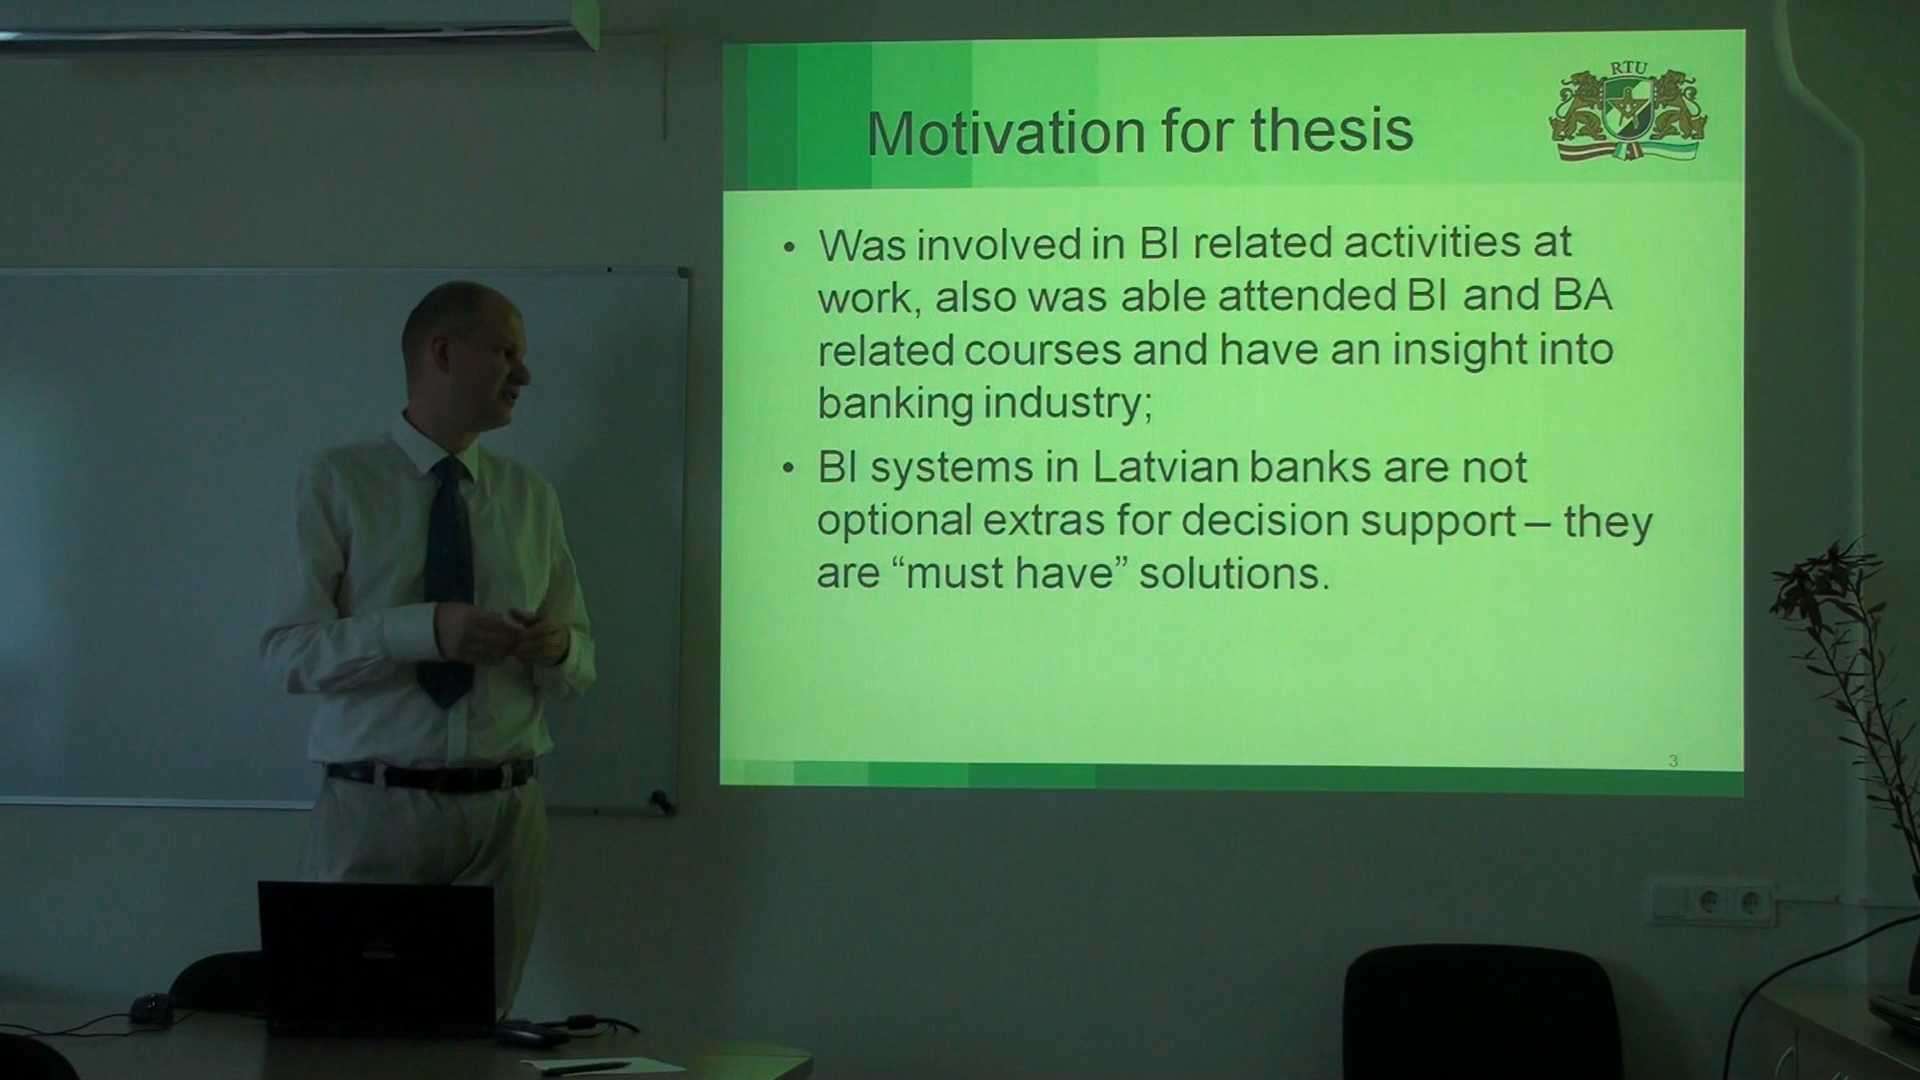 RTU
Motivation for thesis
• Was involved in BI related activities at
work, also was able attended BI and BA
related courses and have an insight into
banking industry;
• BI systems in Latvian banks are not
optional extras for decision support – they
are “must have” solutions.
3